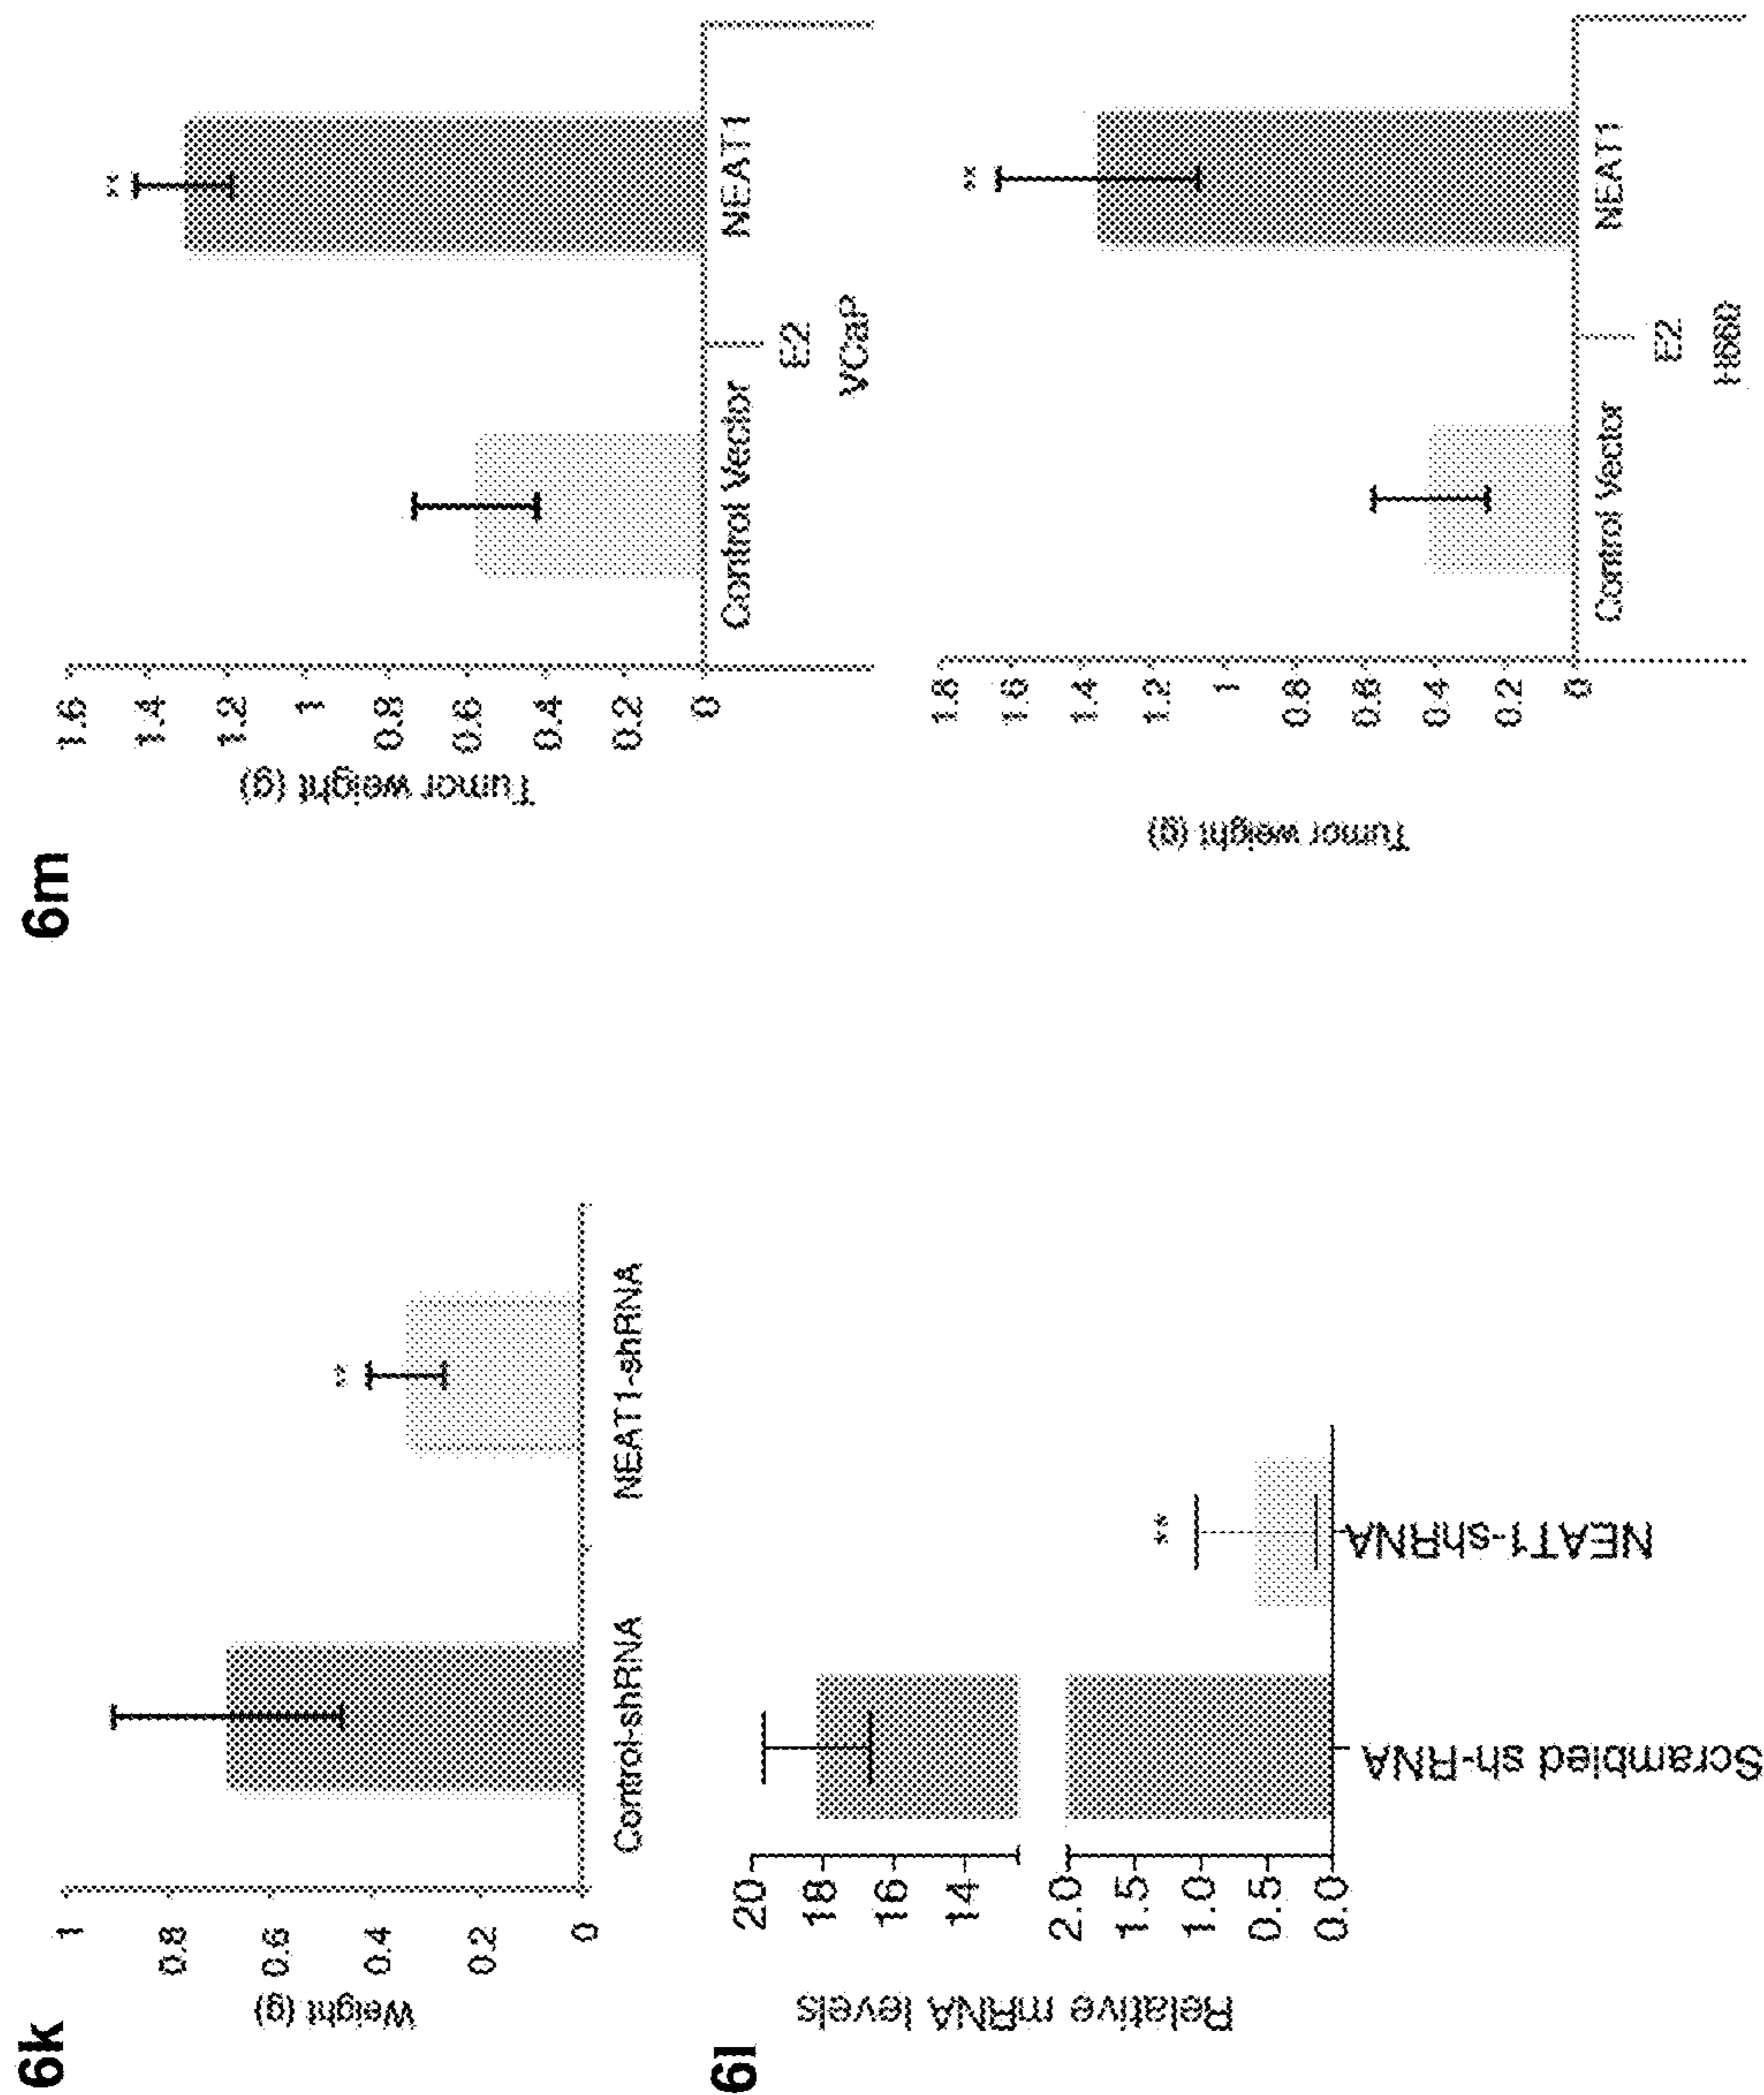 6k
Weight (g)
1
0.8
0.6
0.4
0.2
0
**
Control-shRNA
NEAT1-shRNA
6l
Relative mRNA levels
20
18
16
14
2.0
1.5
1.0
0.5
0.0
**
Scrambled sh-RNA
NEAT1-shRNA
6m
Tumor weight (g)
1.6
1.4
1.2
1
0.8
0.6
0.4
0.2
0
**
Control Vector
NEAT1
E2
VCaP
Tumor weight (g)
1.8
1.6
1.4
1.2
1
0.8
0.6
0.4
0.2
0
**
Control Vector
NEAT1
E2
H660